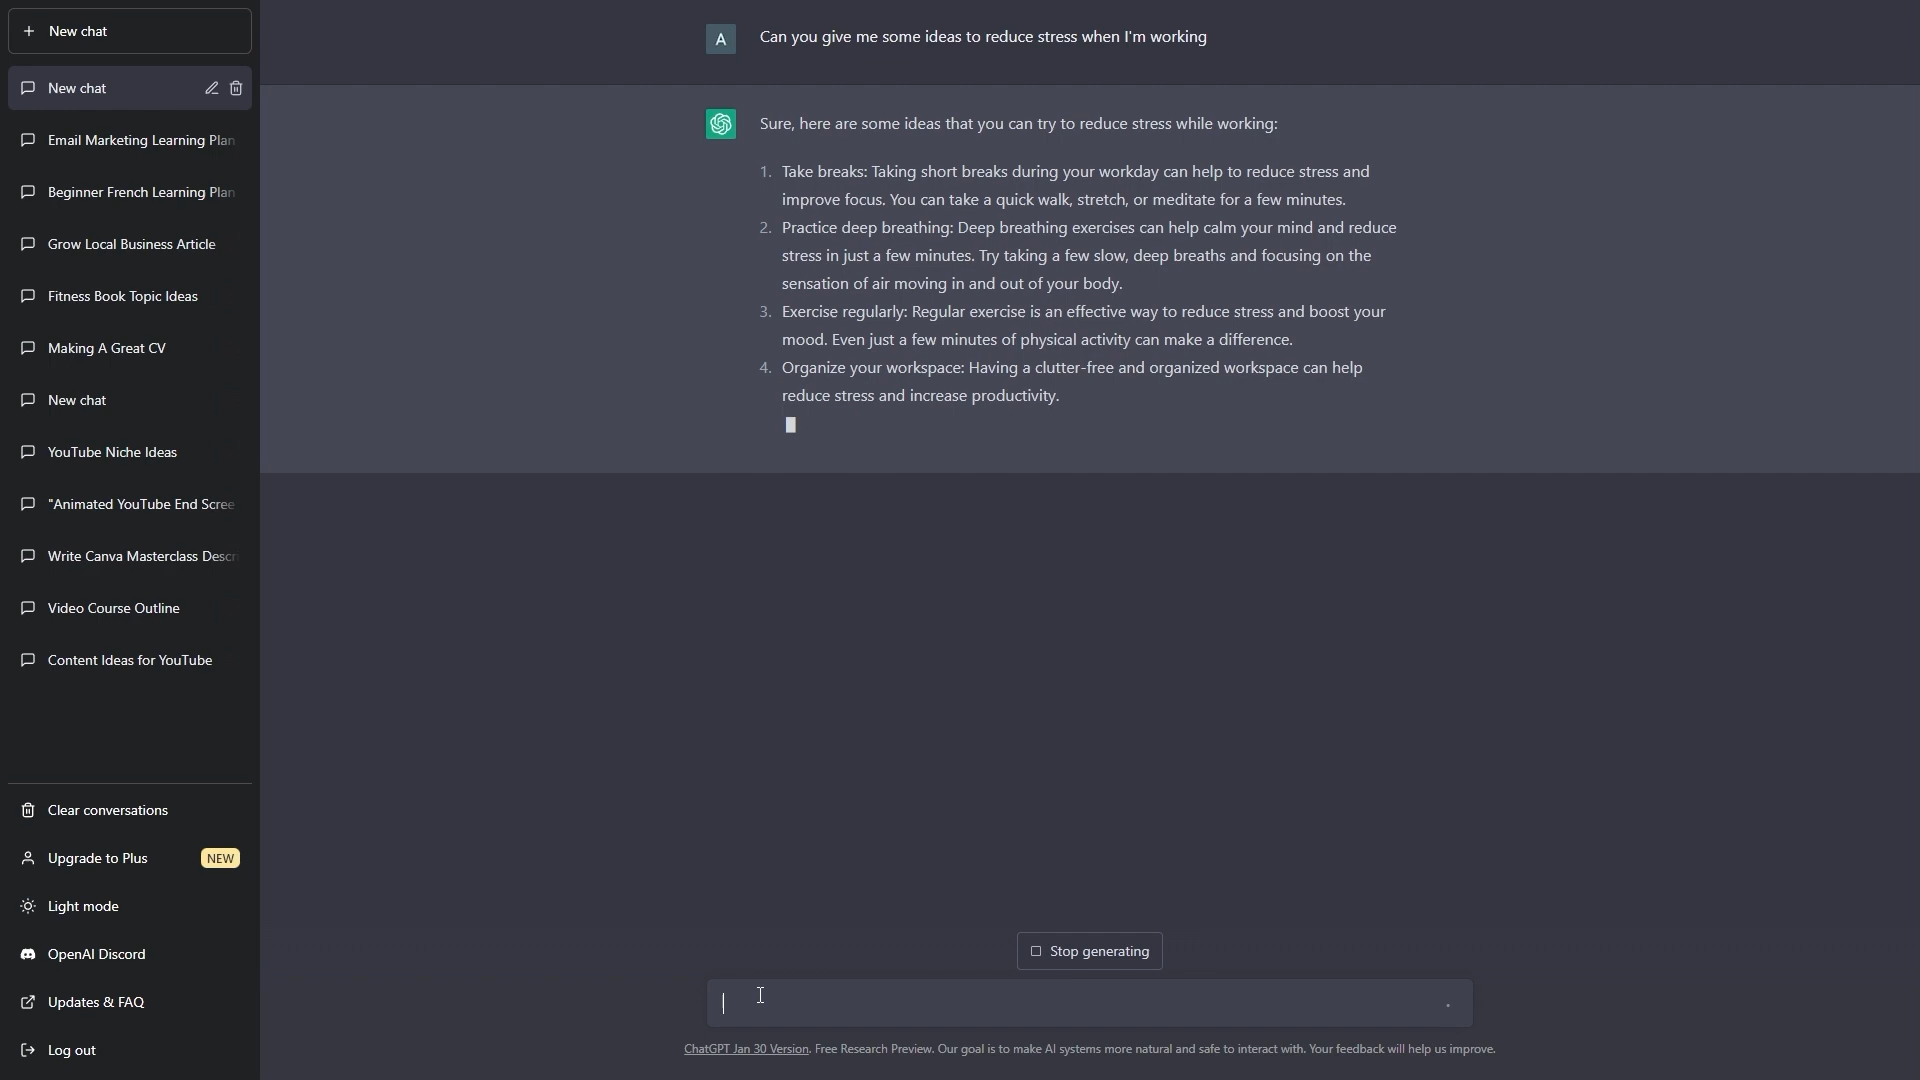 New chat
New chat
Email Marketing Learning Plan
Beginner French Learning Plan
Grow Local Business Article
Fitness Book Topic Ideas
Making A Great CV
New chat
YouTube Niche Ideas
"Animated YouTube End Scree
Write Canva Masterclass Descr
Video Course Outline
Content Ideas for YouTube
Clear conversations
Upgrade to Plus NEW
Light mode
OpenAI Discord
Updates & FAQ
Log out
A Can you give me some ideas to reduce stress when I'm working
Sure, here are some ideas that you can try to reduce stress while working:
1. Take breaks: Taking short breaks during your workday can help to reduce stress and
improve focus. You can take a quick walk, stretch, or meditate for a few minutes.
2. Practice deep breathing: Deep breathing exercises can help calm your mind and reduce
stress in just a few minutes. Try taking a few slow, deep breaths and focusing on the
sensation of air moving in and out of your body.
3. Exercise regularly: Regular exercise is an effective way to reduce stress and boost your
mood. Even just a few minutes of physical activity can make a difference.
4. Organize your workspace: Having a clutter-free and organized workspace can help
reduce stress and increase productivity.
Stop generating
ChatGPT Jan 30 Version. Free Research Preview. Our goal is to make AI systems more natural and safe to interact with. Your feedback will help us improve.